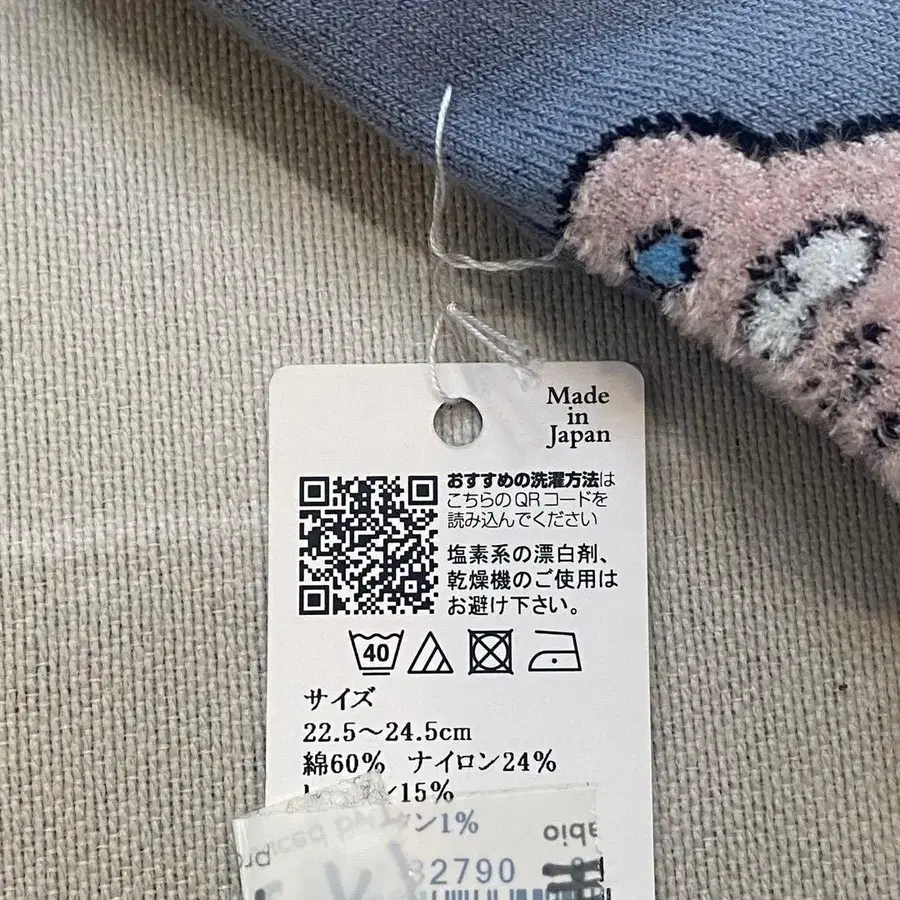 Made
in
Japan
おすすめの洗濯方法は
こちらのQRコードを
読み込んでください
塩素系の漂白剤、
乾燥機のご使用は
お避け下さい。
40
サイズ
22.5〜24.5cm
綿60% ナイロン24%
15%
ン1%
32790